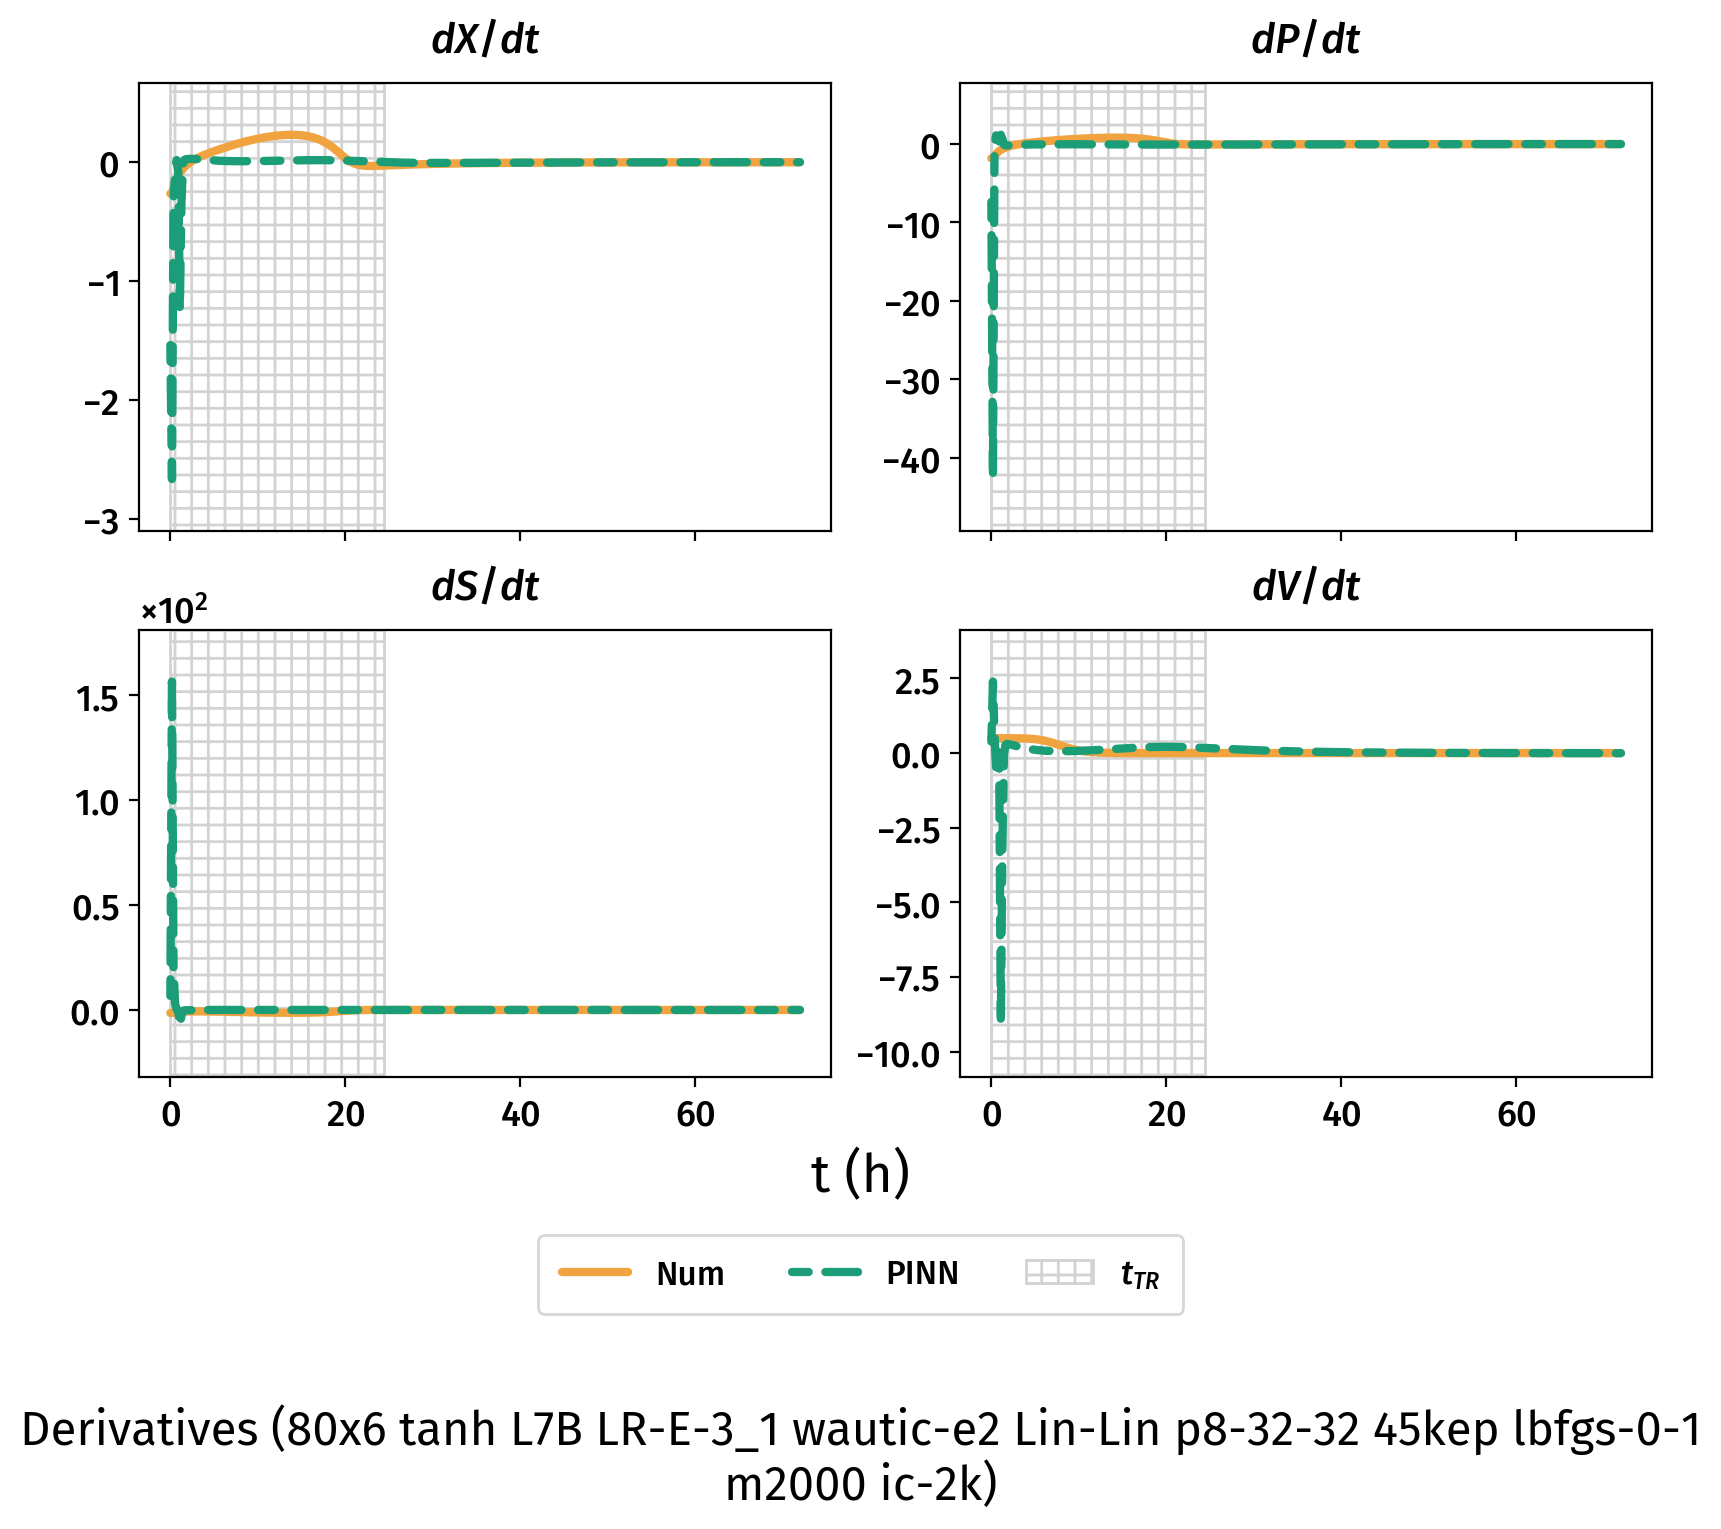 dX/dt
dP/dt
0
−1
−2
−3
0
−10
−20
−30
−40
dS/dt
dV/dt
×10²
1.5
1.0
0.5
0.0
2.5
0.0
−2.5
−5.0
−7.5
−10.0
0 20 40 60
0 20 40 60
t (h)
Num PINN t_TR
Derivatives (80x6 tanh L7B LR-E-3_1 wautic-e2 Lin-Lin p8-32-32 45kep lbfgs-0-1
m2000 ic-2k)